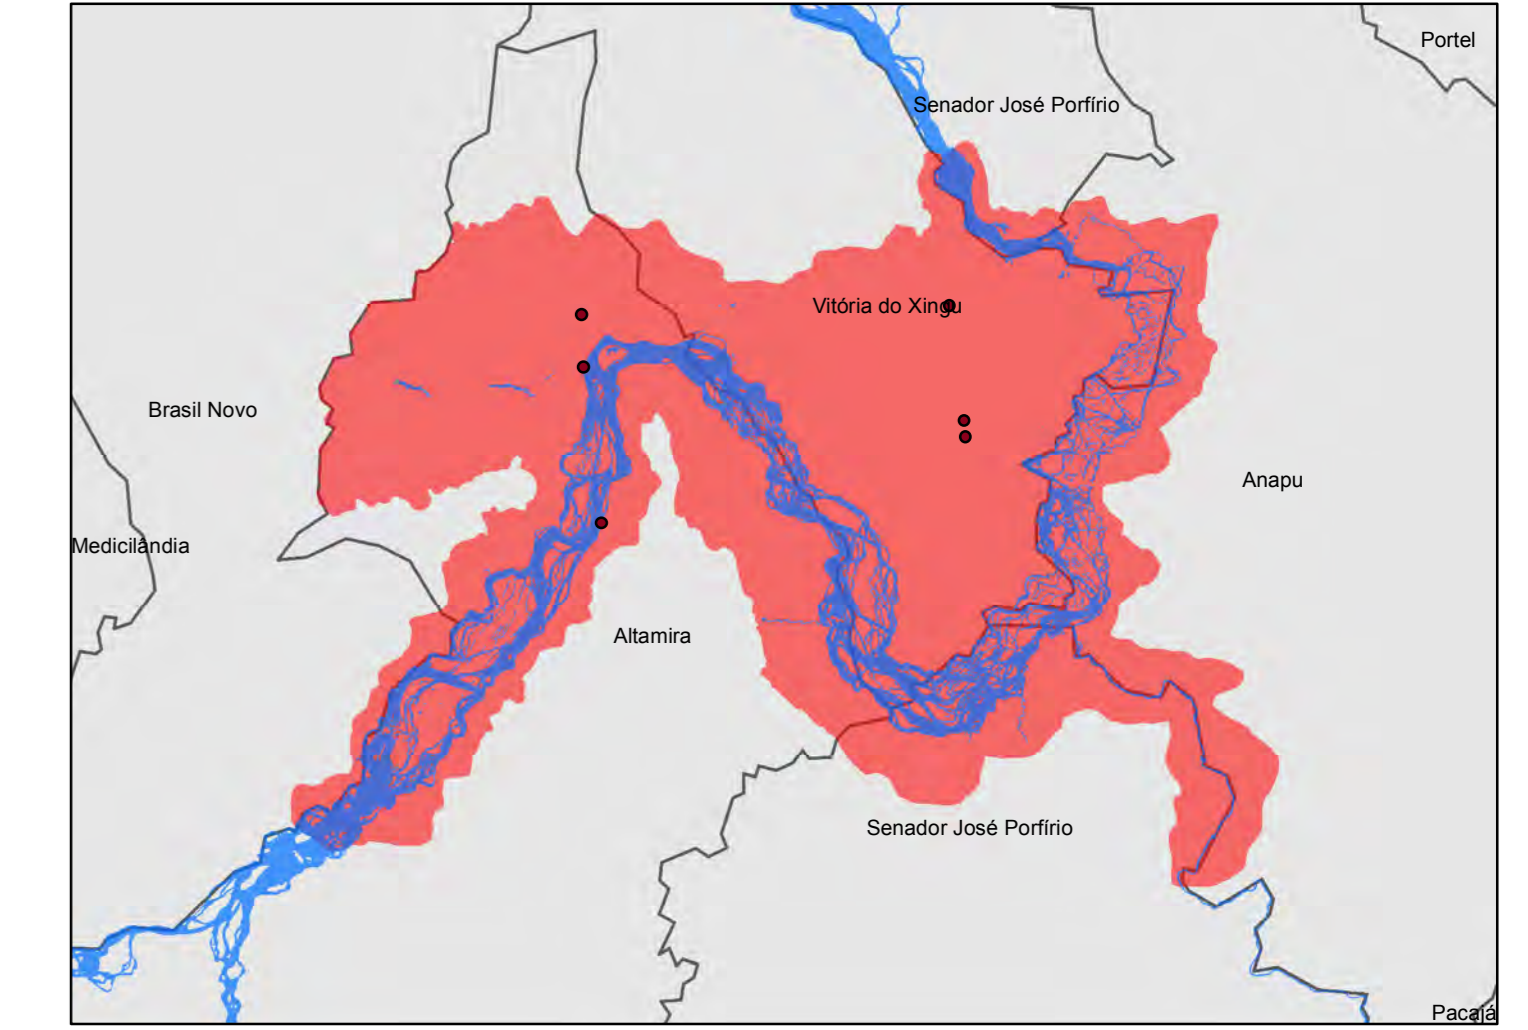 Portel
Senador José Porfírio
Vitória do Xingu
Brasil Novo
Anapu
Medicilândia
Altamira
Senador José Porfírio
Pacajá